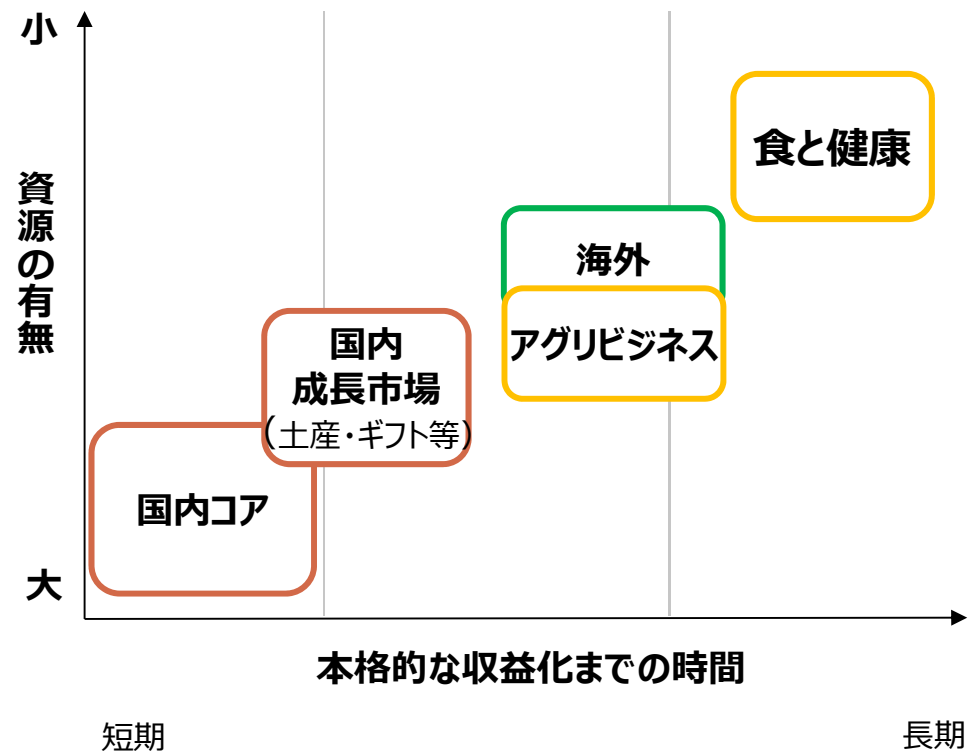 小
資源の有無
大
食と健康
海外
アグリビジネス
国内
成長市場
（土産・ギフト等）
国内コア
本格的な収益化までの時間
短期
長期